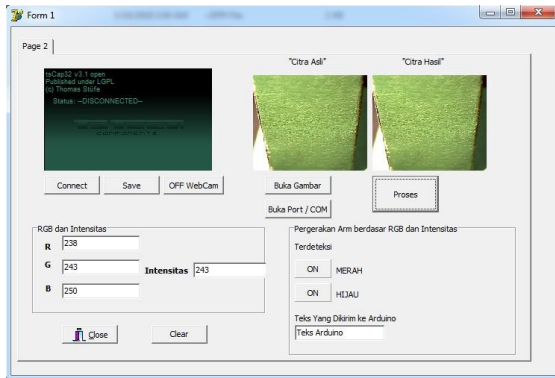 Form 1
Page 2
tsCap32 v3.1 open
Published under LGPL
(c) Thomas Stüfe
Status: --DISCONNECTED--
"Citra Asli"
"Citra Hasil"
Connect
Save
OFF WebCam
Buka Gambar
Buka Port / COM
Proses
RGB dan Intensitas
R 238
G 243
B 250
Intensitas 243
Close
Clear
Pergerakan Arm berdasar RGB dan Intensitas
Terdeteksi
ON MERAH
ON HIJAU
Teks Yang Dikirim ke Arduino
Teks Arduino